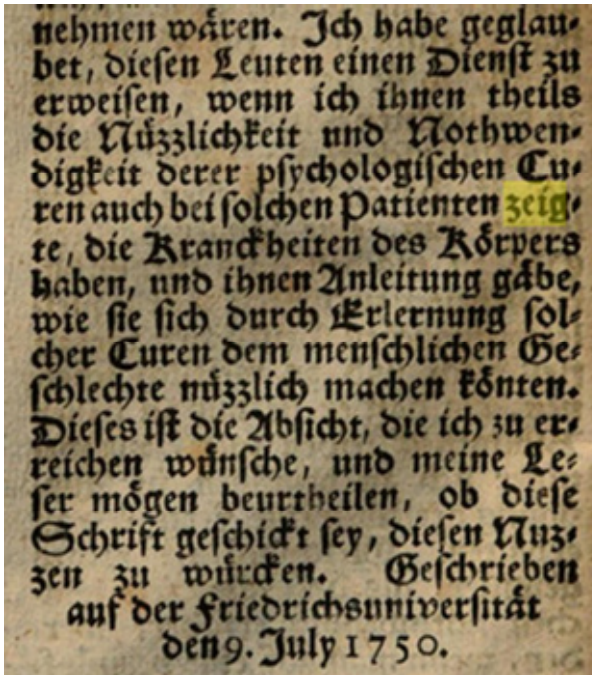 nehmen wären. Ich habe geglau-
bet, diesen Leuten einen Dienst zu
erweisen, wenn ich ihnen theils
die Nüzzlichkeit und Nothwen-
digkeit derer psychologischen Cu-
ren auch bei solchen Patienten zeig-
te, die Kranckheiten des Körpers
haben, und ihnen Anleitung gäbe,
wie sie sich durch Erlernung sol-
cher Curen dem menschlichen Ge-
schlechte nüzzlich machen könten.
Dieses ist die Absicht, die ich zu er-
reichen wünsche, und meine Le-
ser mögen beurtheilen, ob diese
Schrift geschickt sey, diesen Nuz-
zen zu würcken. Geschrieben
auf der Friedrichsuniversität
den 9. July 1750.